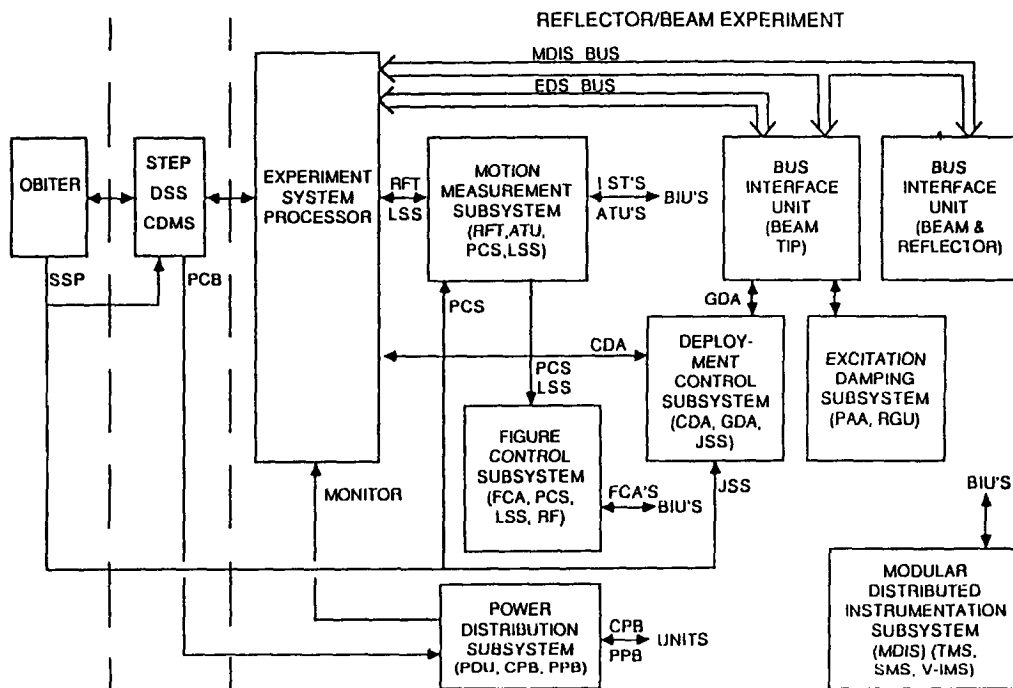 REFLECTOR/BEAM EXPERIMENT
MDIS BUS
EDS BUS
OBITER
STEP
DSS
CDMS
EXPERIMENT
SYSTEM
PROCESSOR
RFT
LSS
MOTION
MEASUREMENT
SUBSYSTEM
(RFT,ATU,
PCS,LSS)
LST'S
ATU'S
BIU'S
BUS
INTERFACE
UNIT
(BEAM
TIP)
BUS
INTERFACE
UNIT
(BEAM &
REFLECTOR)
SSP
PCB
PCS
GDA
CDA
PCS
LSS
DEPLOY-
MENT
CONTROL
SUBSYSTEM
(CDA, GDA,
JSS)
EXCITATION
DAMPING
SUBSYSTEM
(PAA, RGU)
FIGURE
CONTROL
SUBSYSTEM
(FCA, PCS,
LSS, RF)
FCA'S
BIU'S
JSS
MONITOR
BIU'S
POWER
DISTRIBUTION
SUBSYSTEM
(PDU, CPB, PPB)
CPB
PPB
UNITS
MODULAR
DISTRIBUTED
INSTRUMENTATION
SUBSYSTEM
(MDIS) (TMS,
SMS, V-IMS)